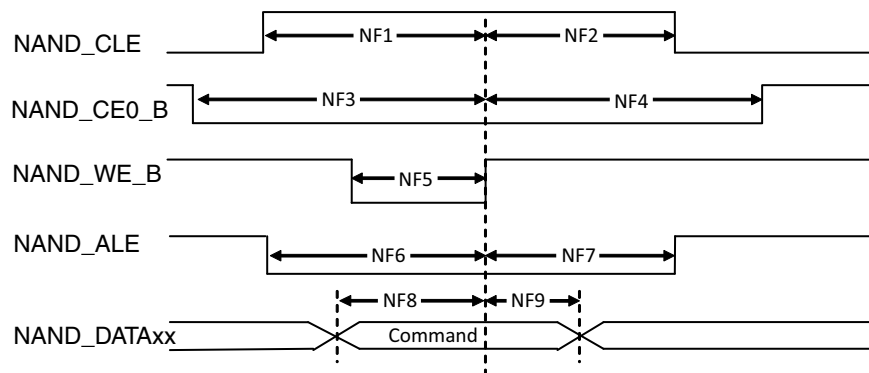 NAND_CLE
NF1
NF2
NAND_CE0_B
NF3
NF4
NAND_WE_B
NF5
NAND_ALE
NF6
NF7
NF8
NF9
NAND_DATAxx
Command